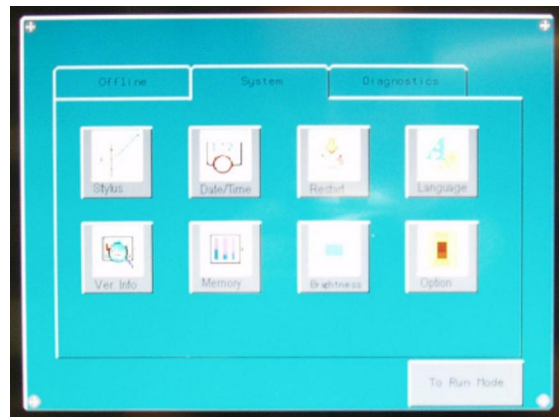 Offline System Diagnostics
Stylus Date/Time Restart Language
Ver. Info Memory Brightness Option
To Run Mode